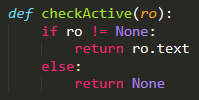 def checkActive(ro):
    if ro != None:
        return ro.text
    else:
        return None